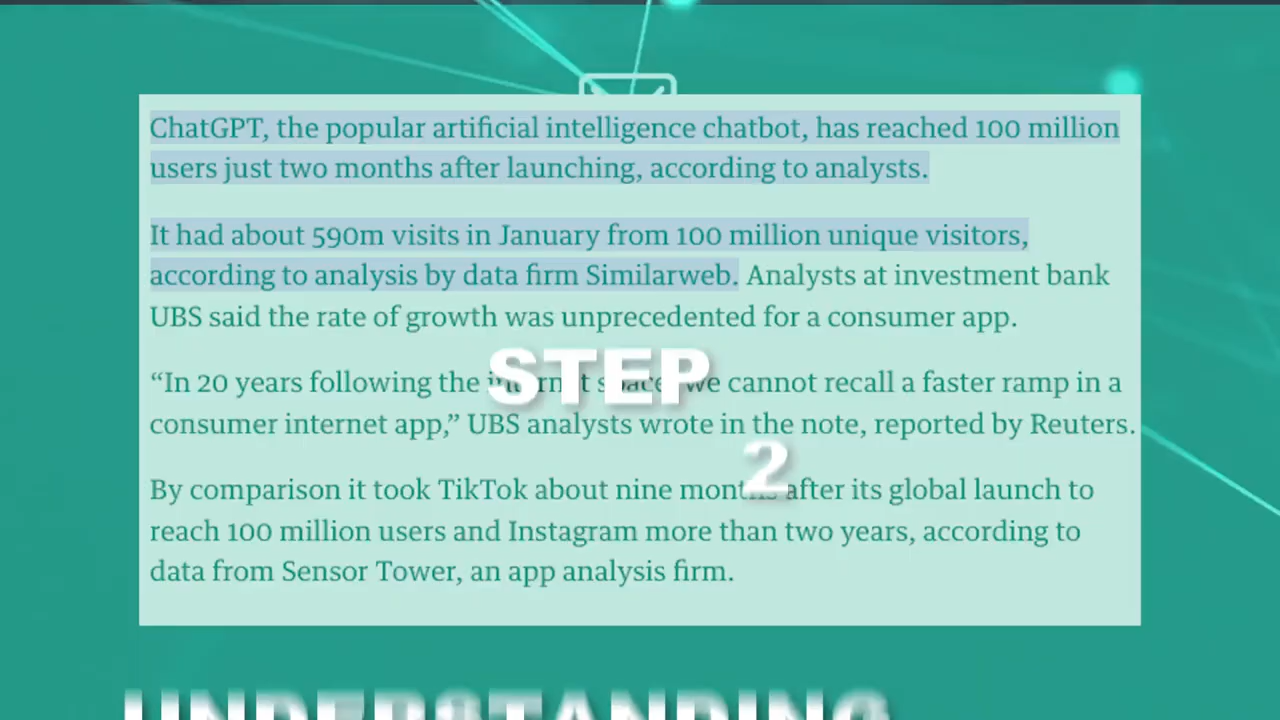 ChatGPT, the popular artificial intelligence chatbot, has reached 100 million
users just two months after launching, according to analysts.
It had about 590m visits in January from 100 million unique visitors,
according to analysis by data firm Similarweb. Analysts at investment bank
UBS said the rate of growth was unprecedented for a consumer app.
“In 20 years following the internet space, we cannot recall a faster ramp in a
consumer internet app,” UBS analysts wrote in the note, reported by Reuters.
By comparison it took TikTok about nine months after its global launch to
reach 100 million users and Instagram more than two years, according to
data from Sensor Tower, an app analysis firm.
STEP
2
UNDERSTANDING